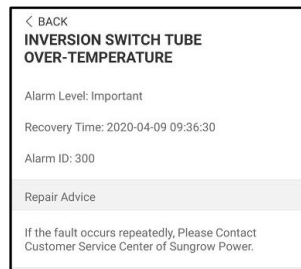 < BACK
INVERSION SWITCH TUBE
OVER-TEMPERATURE
Alarm Level: Important
Recovery Time: 2020-04-09 09:36:30
Alarm ID: 300
Repair Advice
If the fault occurs repeatedly, Please Contact
Customer Service Center of Sungrow Power.